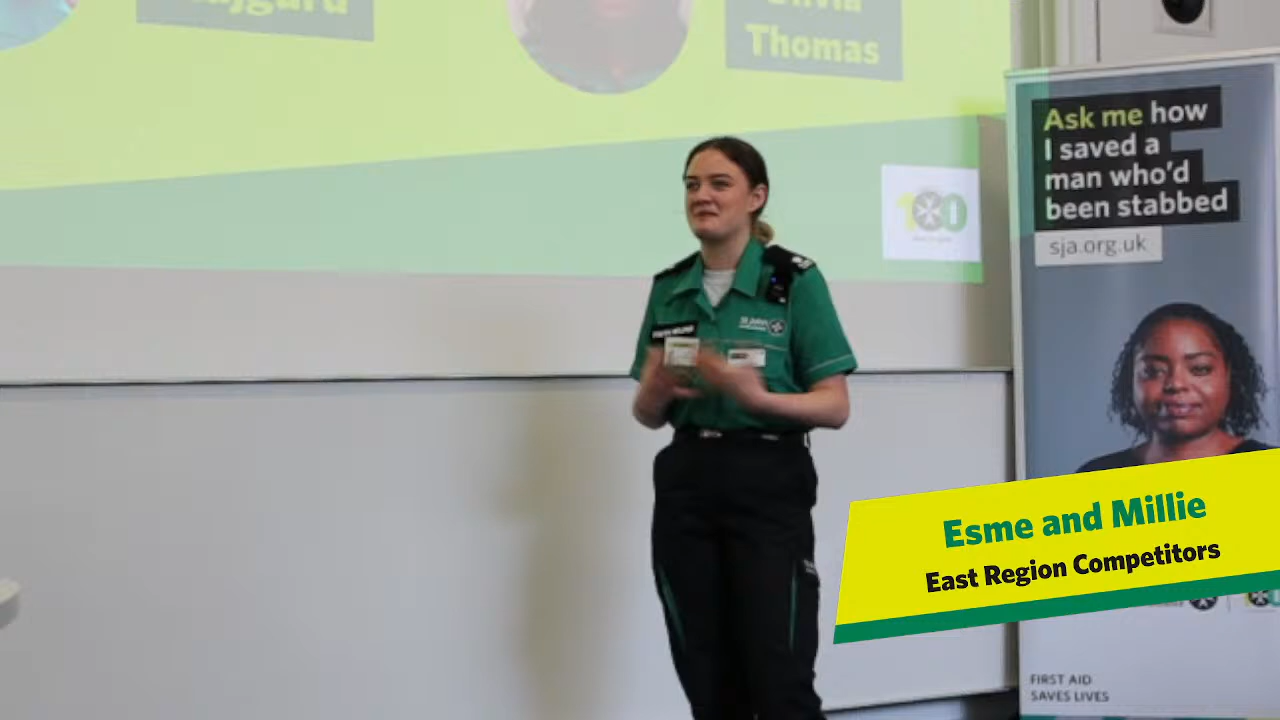 Thomas
100
Ask me how
I saved a
man who'd
been stabbed
sja.org.uk
Esme and Millie
East Region Competitors
FIRST AID
SAVES LIVES